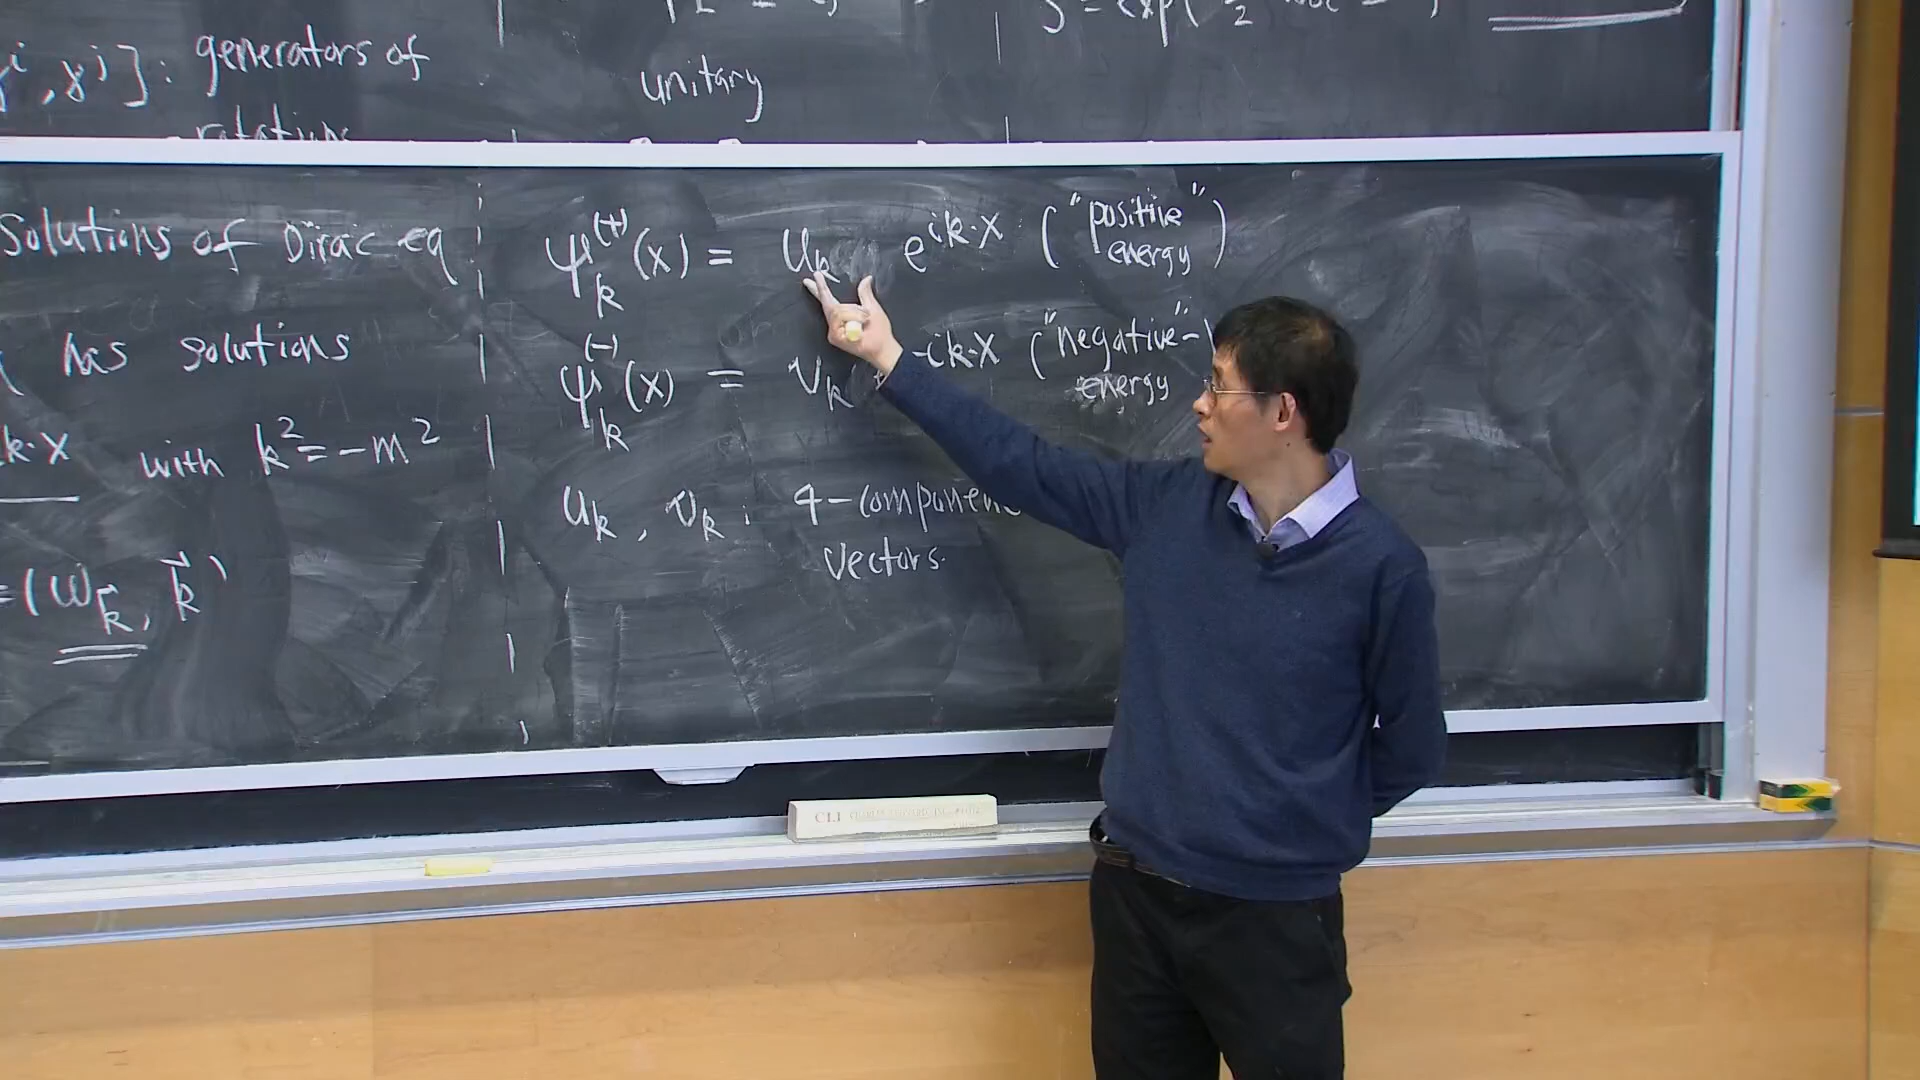 , γ^j ] : generators of
rotations
unitary
S = exp(
Solutions of Dirac eq
has solutions
k·x with k² = -m²
= (ω_k⃗, k⃗)
ψ_k^(+) (x) = u_k e^{ik·x} ("positive" energy)
ψ_k^(-) (x) = v_k e^{-ik·x} ("negative"- energy
u_k, v_k : 4-component
vectors.